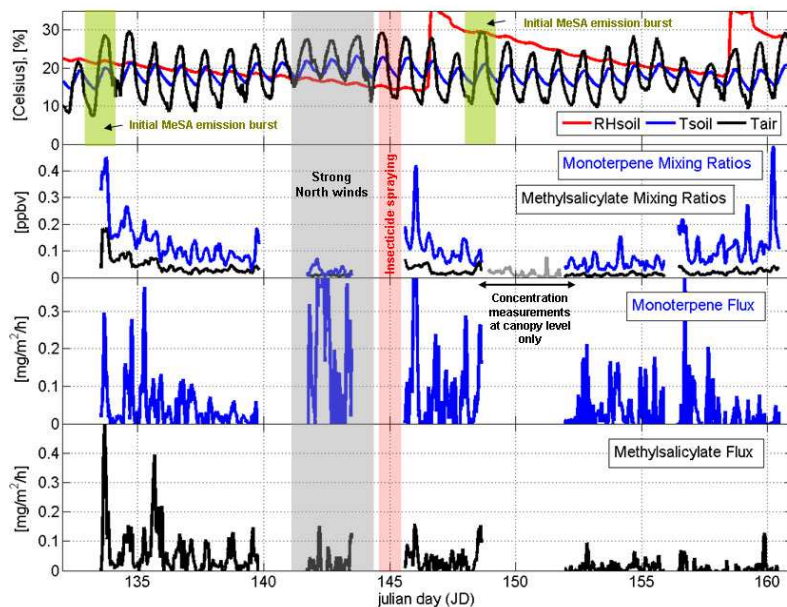 [Celsius], [%]
30
20
10
0
Initial MeSA emission burst
Initial MeSA emission burst
RHsoil
Tsoil
Tair
[ppbv]
0.4
0.2
0.1
0
Strong
North winds
Insecticide spraying
Monoterpene Mixing Ratios
Methylsalicylate Mixing Ratios
Concentration
measurements
at canopy level
only
[mg/m²/h]
0.3
0.2
0.1
0
Monoterpene Flux
[mg/m²/h]
0.4
0.3
0.2
0.1
0
Methylsalicylate Flux
135
140
145
150
155
160
julian day (JD)